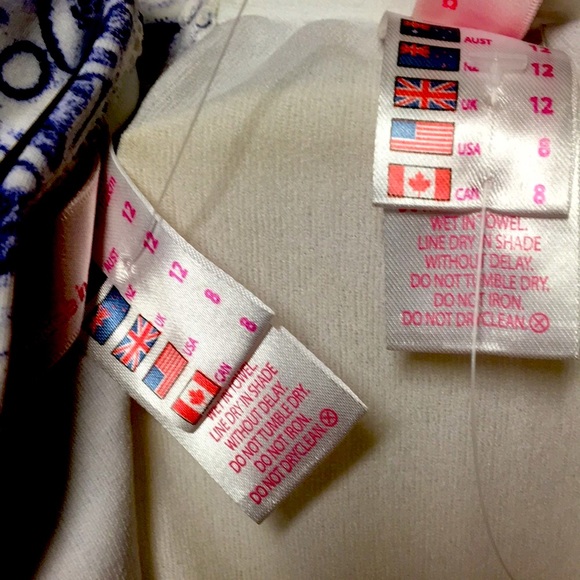 AUST 12
NZ 12
UK 12
USA 8
CAN 8
WET IN TOWEL.
LINE DRY IN SHADE
WITHOUT DELAY.
DO NOT TUMBLE DRY.
DO NOT IRON.
DO NOT DRYCLEAN.
12
AUST 12
UK 12
USA 8
CAN 8
WET IN TOWEL.
LINE DRY IN SHADE
WITHOUT DELAY.
DO NOT TUMBLE DRY.
DO NOT IRON.
DO NOT DRYCLEAN.